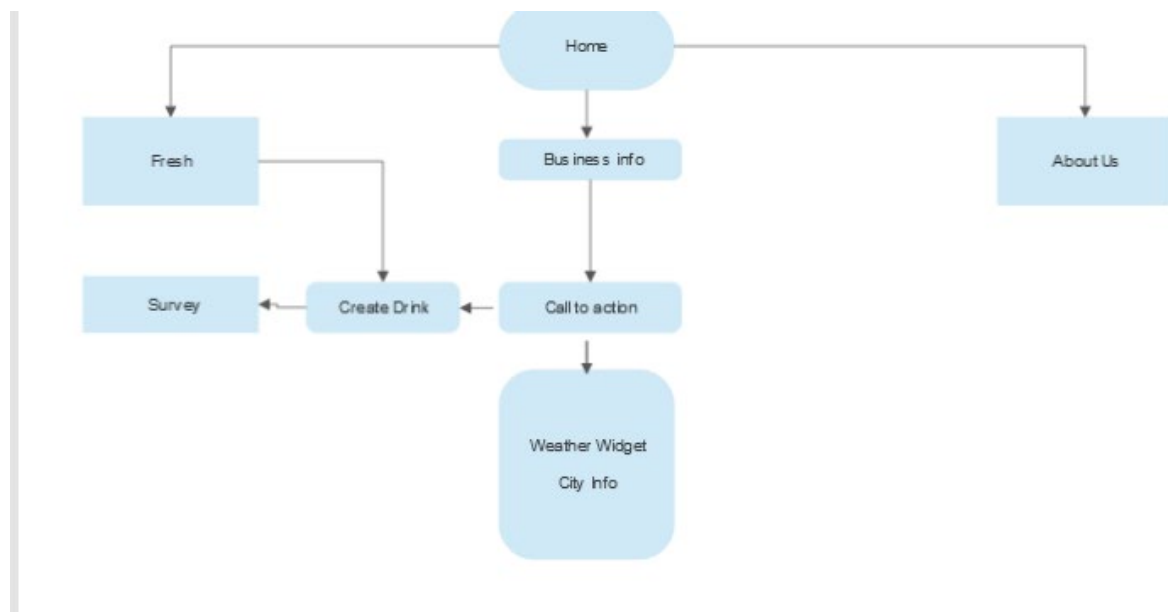 Home
Fresh
Business info
About Us
Survey
Create Drink
Call to action
Weather Widget
City Info